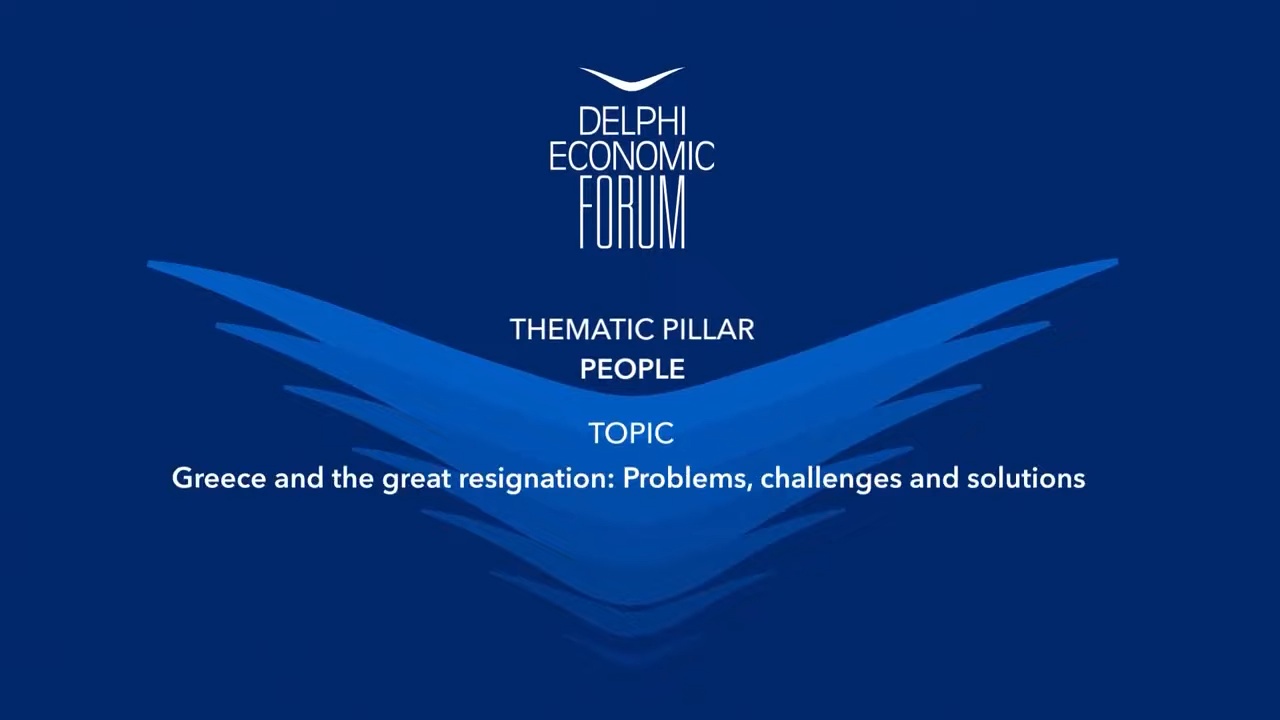 DELPHI
ECONOMIC
FORUM
THEMATIC PILLAR
PEOPLE
TOPIC
Greece and the great resignation: Problems, challenges and solutions